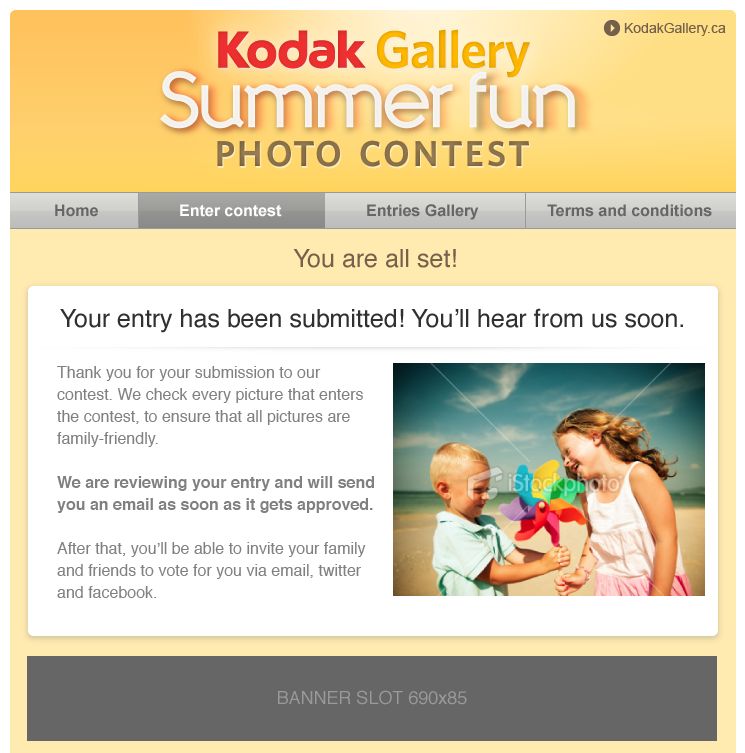 KodakGallery.ca
Kodak Gallery
Summer fun
PHOTO CONTEST
Home
Enter contest
Entries Gallery
Terms and conditions
You are all set!
Your entry has been submitted! You’ll hear from us soon.
Thank you for your submission to our
contest. We check every picture that enters
the contest, to ensure that all pictures are
family-friendly.
We are reviewing your entry and will send
you an email as soon as it gets approved.
After that, you’ll be able to invite your family
and friends to vote for you via email, twitter
and facebook.
iStockphoto
BANNER SLOT 690x85